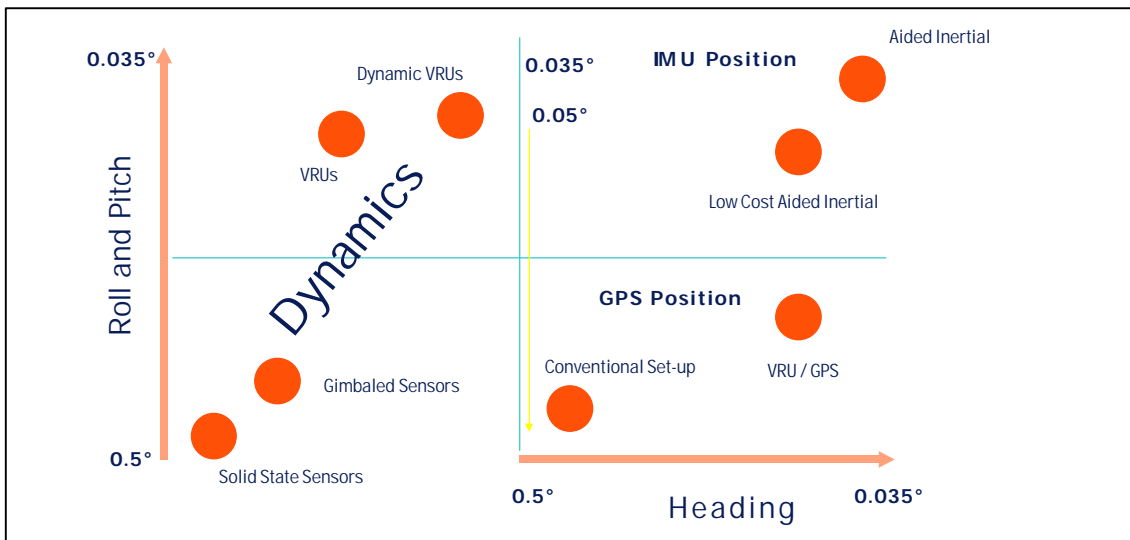 Aided Inertial
0.035°
Dynamic VRUs
0.035°
IMU Position
0.05°
VRUs
Low Cost Aided Inertial
Roll and Pitch
Dynamics
GPS Position
Conventional Set-up
VRU / GPS
Gimbaled Sensors
0.5°
Solid State Sensors
0.5°
0.035°
Heading